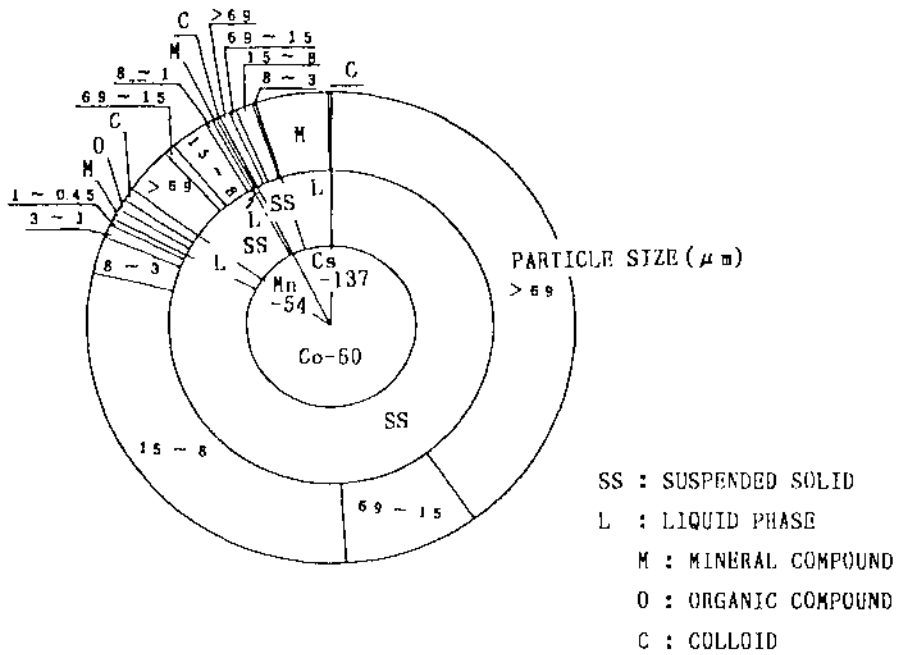 C
>69
69~15
15~8
8~3
C
M
8~1
69~15
C
O
M
1~0.45
3~1
8~3
>69
15~8
M
L
SS
L
SS
L
Cs
-137
Mn
-54
Co-60
PARTICLE SIZE(μm)
>69
SS
15~8
69~15
SS : SUSPENDED SOLID
L : LIQUID PHASE
M : MINERAL COMPOUND
O : ORGANIC COMPOUND
C : COLLOID